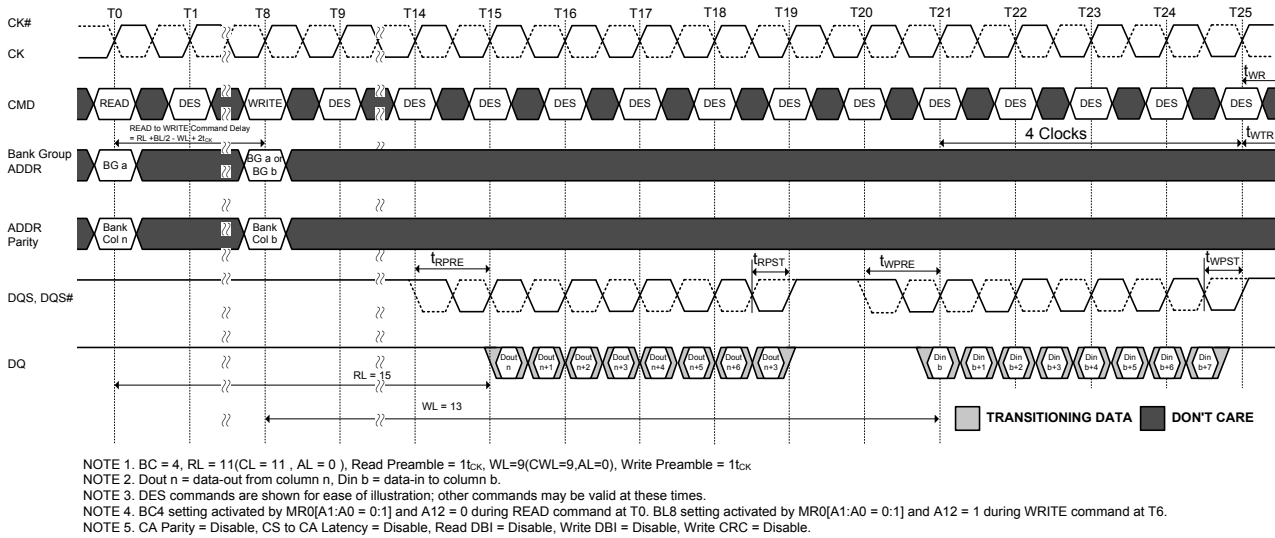 CK#
CK
T0 T1 T8 T9 T14 T15 T16 T17 T18 T19 T20 T21 T22 T23 T24 T25
tWR
CMD
READ DES WRITE DES DES DES DES DES DES DES DES DES DES DES DES DES
READ to WRITE Command Delay
= RL +BL/2 - WL + 2tCK
4 Clocks
tWTR
Bank Group
ADDR
BG a
BG a or
BG b
ADDR
Parity
Bank
Col n
Bank
Col b
tRPRE tRPST tWPRE tWPST
DQS, DQS#
DQ
Dout
n
Dout
n+1
Dout
n+2
Dout
n+3
Dout
n+4
Dout
n+5
Dout
n+6
Dout
n+3
Din
b
Din
b+1
Din
b+2
Din
b+3
Din
b+4
Din
b+5
Din
b+6
Din
b+7
RL = 15
WL = 13
TRANSITIONING DATA DON'T CARE
NOTE 1. BC = 4, RL = 11(CL = 11 , AL = 0 ), Read Preamble = 1tCK, WL=9(CWL=9,AL=0), Write Preamble = 1tCK
NOTE 2. Dout n = data-out from column n, Din b = data-in to column b.
NOTE 3. DES commands are shown for ease of illustration; other commands may be valid at these times.
NOTE 4. BC4 setting activated by MR0[A1:A0 = 0:1] and A12 = 0 during READ command at T0. BL8 setting activated by MR0[A1:A0 = 0:1] and A12 = 1 during WRITE command at T6.
NOTE 5. CA Parity = Disable, CS to CA Latency = Disable, Read DBI = Disable, Write DBI = Disable, Write CRC = Disable.